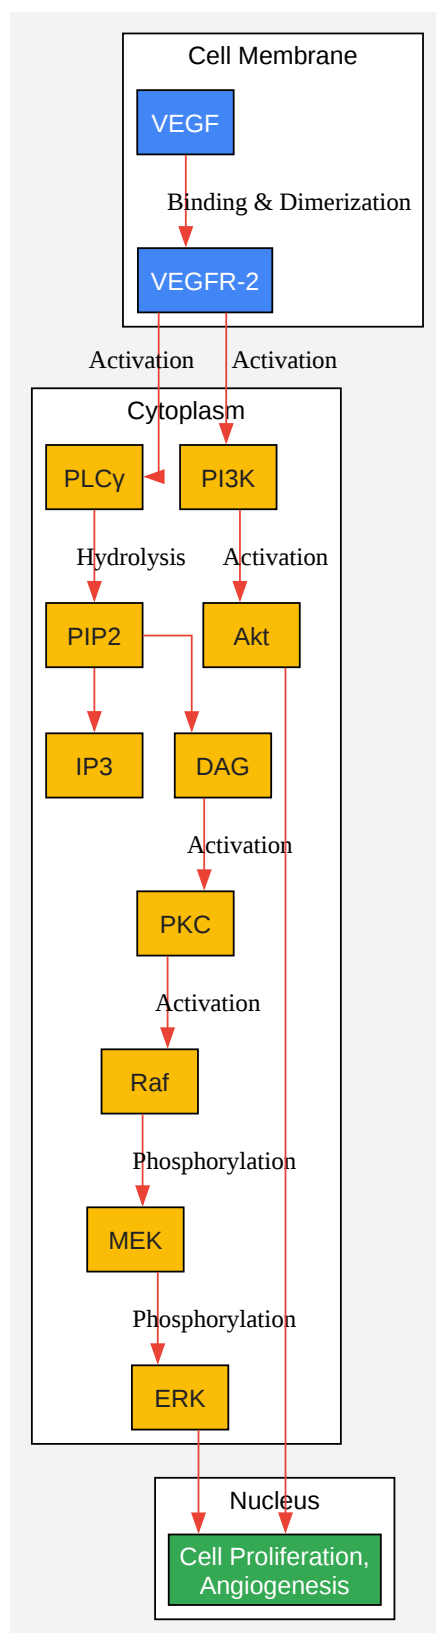 Cell Membrane
VEGF
Binding & Dimerization
VEGFR-2
Activation
Activation
Cytoplasm
PLCγ
PI3K
Hydrolysis
Activation
PIP2
Akt
IP3
DAG
Activation
PKC
Activation
Raf
Phosphorylation
MEK
Phosphorylation
ERK
Nucleus
Cell Proliferation,
Angiogenesis